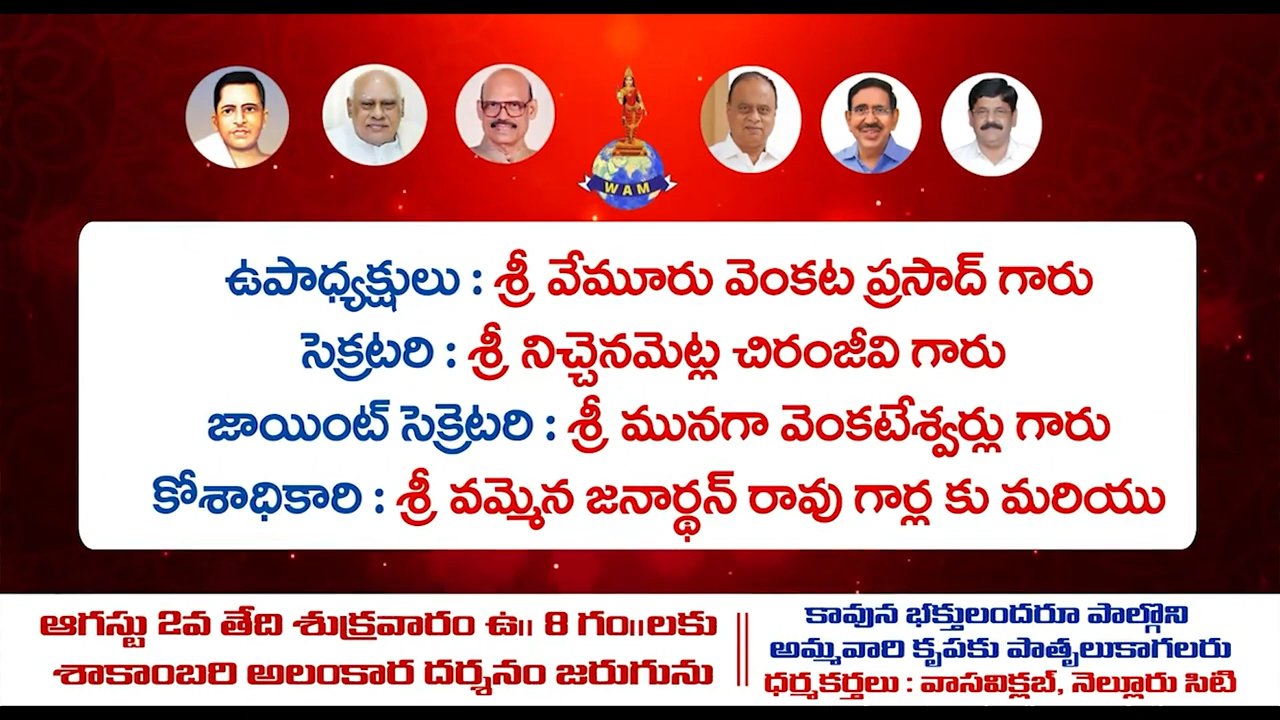 WAM
ఉపాధ్యక్షులు : శ్రీ వేమూరు వెంకట ప్రసాద్ గారు
సెక్రటరి : శ్రీ నిచ్చెనమెట్ల చిరంజీవి గారు
జాయింట్ సెక్రెటరి : శ్రీ మునగా వెంకటేశ్వర్లు గారు
కోశాధికారి : శ్రీ వమ్మెన జనార్థన్ రావు గార్ల కు మరియు
ఆగస్టు 2వ తేది శుక్రవారం ఉ॥ 8 గం॥లకు
శాకాంబరి అలంకార దర్శనం జరుగును
కావున భక్తులందరూ పాల్గొని
అమ్మవారి కృపకు పాత్రులుకాగలరు
ధర్మకర్తలు : వాసవిక్లబ్, నెల్లూరు సిటి